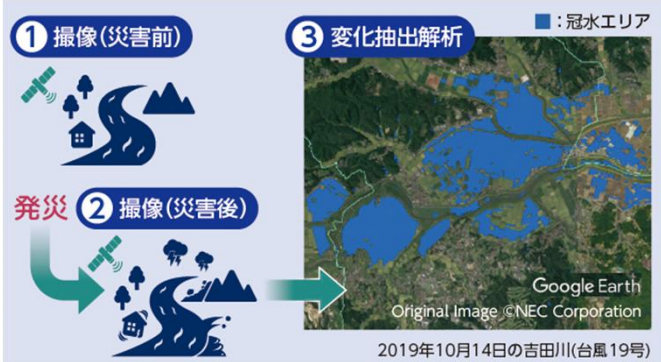 ① 撮像(災害前)
発災
② 撮像(災害後)
③ 変化抽出解析
■:冠水エリア
Google Earth
Original Image ©NEC Corporation
2019年10月14日の吉田川(台風19号)